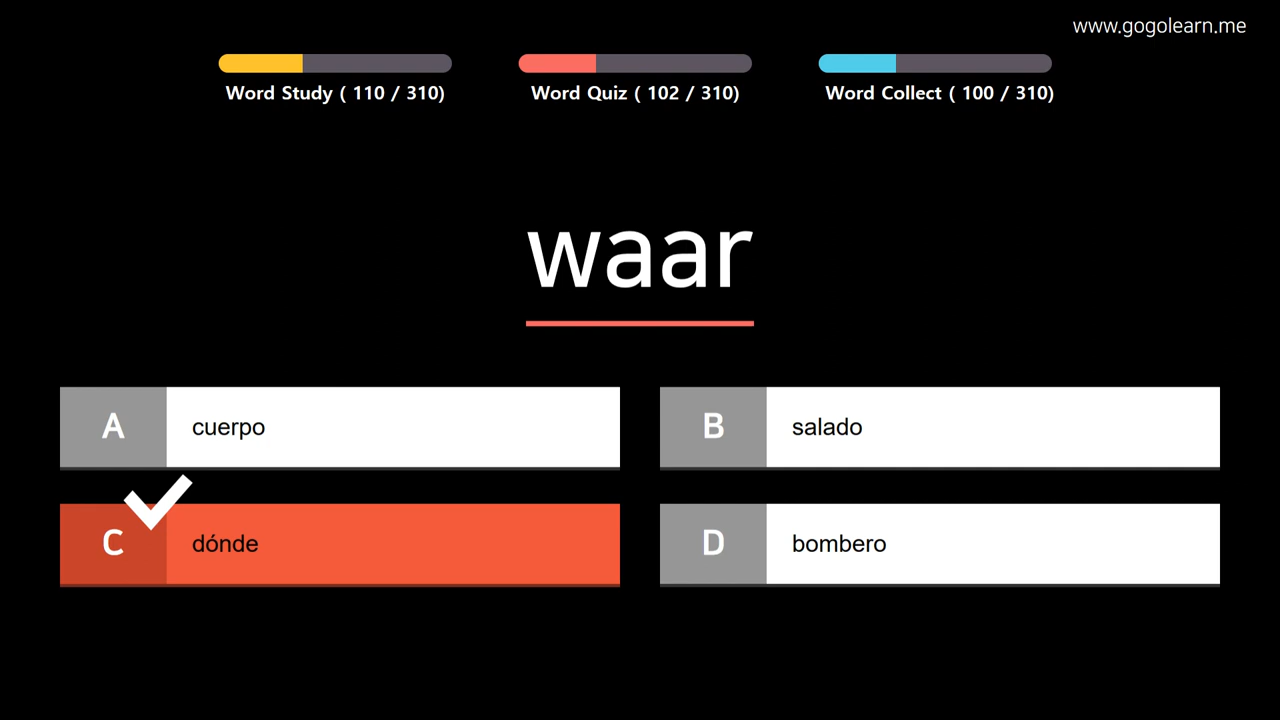 www.gogolearn.me
Word Study ( 110 / 310)
Word Quiz ( 102 / 310)
Word Collect ( 100 / 310)
waar
A cuerpo
B salado
C dónde
D bombero